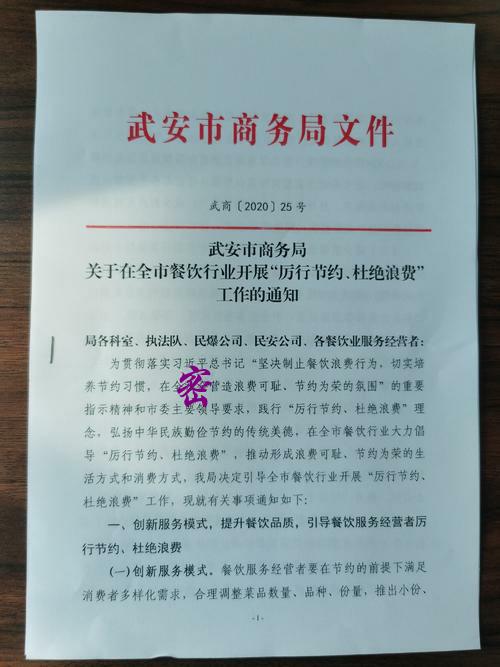 武安市商务局文件
武商〔2020〕25号
武安市商务局
关于在全市餐饮行业开展“厉行节约、杜绝浪费”
工作的通知
局各科室、执法队、民爆公司、民安公司、各餐饮业服务经营者：
为贯彻落实习近平总书记“坚决制止餐饮浪费行为，切实培
养节约习惯，在全密营造浪费可耻、节约为荣的氛围”的重要
指示精神和市委主要领导要求，践行“厉行节约、杜绝浪费”理
念，弘扬中华民族勤俭节约的传统美德，在全市餐饮行业大力倡
导“厉行节约、杜绝浪费”，推动形成浪费可耻、节约为荣的生
活方式和消费方式，我局决定引导全市餐饮行业开展“厉行节约、
杜绝浪费”工作，现就有关事项通知如下：
一、创新服务模式，提升餐饮品质，引导餐饮服务经营者厉
行节约、杜绝浪费
（一）创新服务模式。餐饮服务经营者要在节约的前提下满足
消费者多样化需求，合理调整菜品数量、品种、份量，推出小份、
-1-